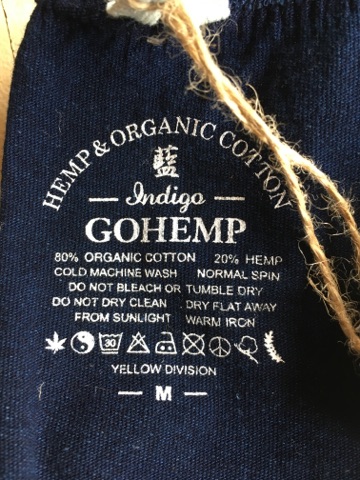 HEMP & ORGANIC COTTON
藍
Indigo
GOHEMP
80% ORGANIC COTTON 20% HEMP
COLD MACHINE WASH NORMAL SPIN
DO NOT BLEACH OR TUMBLE DRY
DO NOT DRY CLEAN DRY FLAT AWAY
FROM SUNLIGHT WARM IRON
30
YELLOW DIVISION
— M —